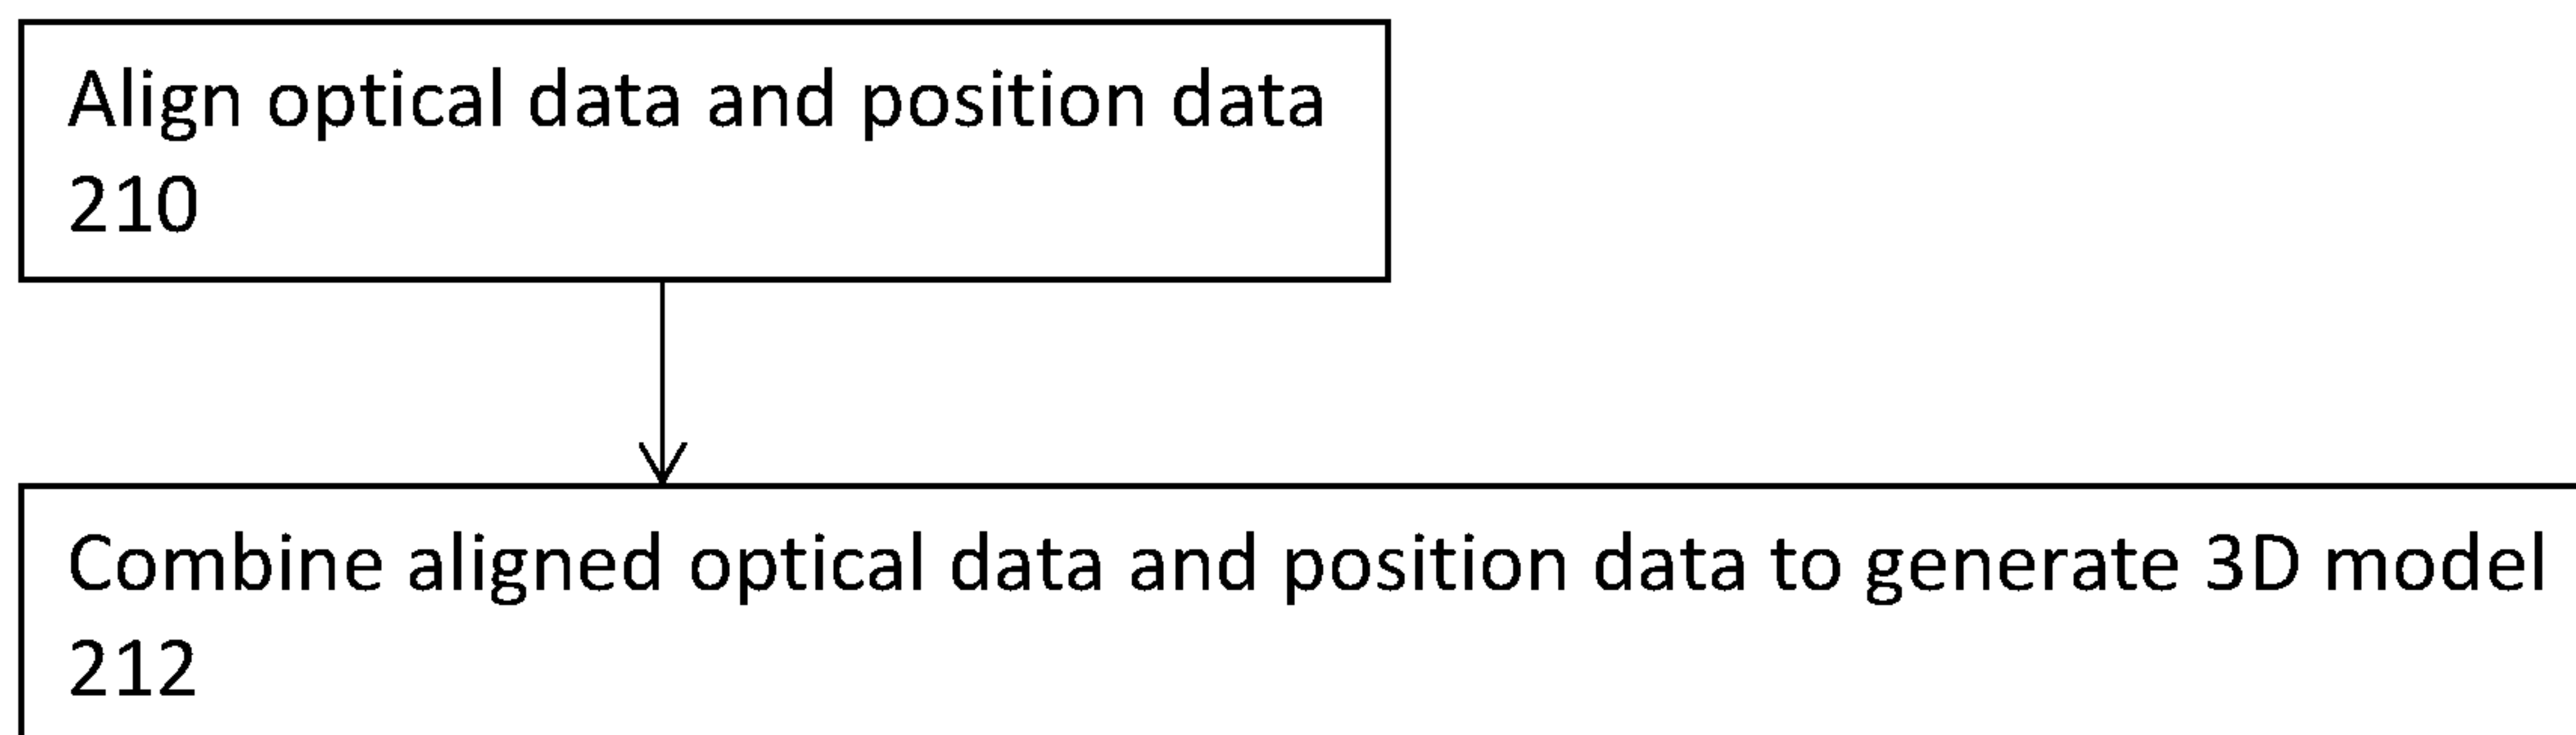 Align optical data and position data
210
Combine aligned optical data and position data to generate 3D model
212